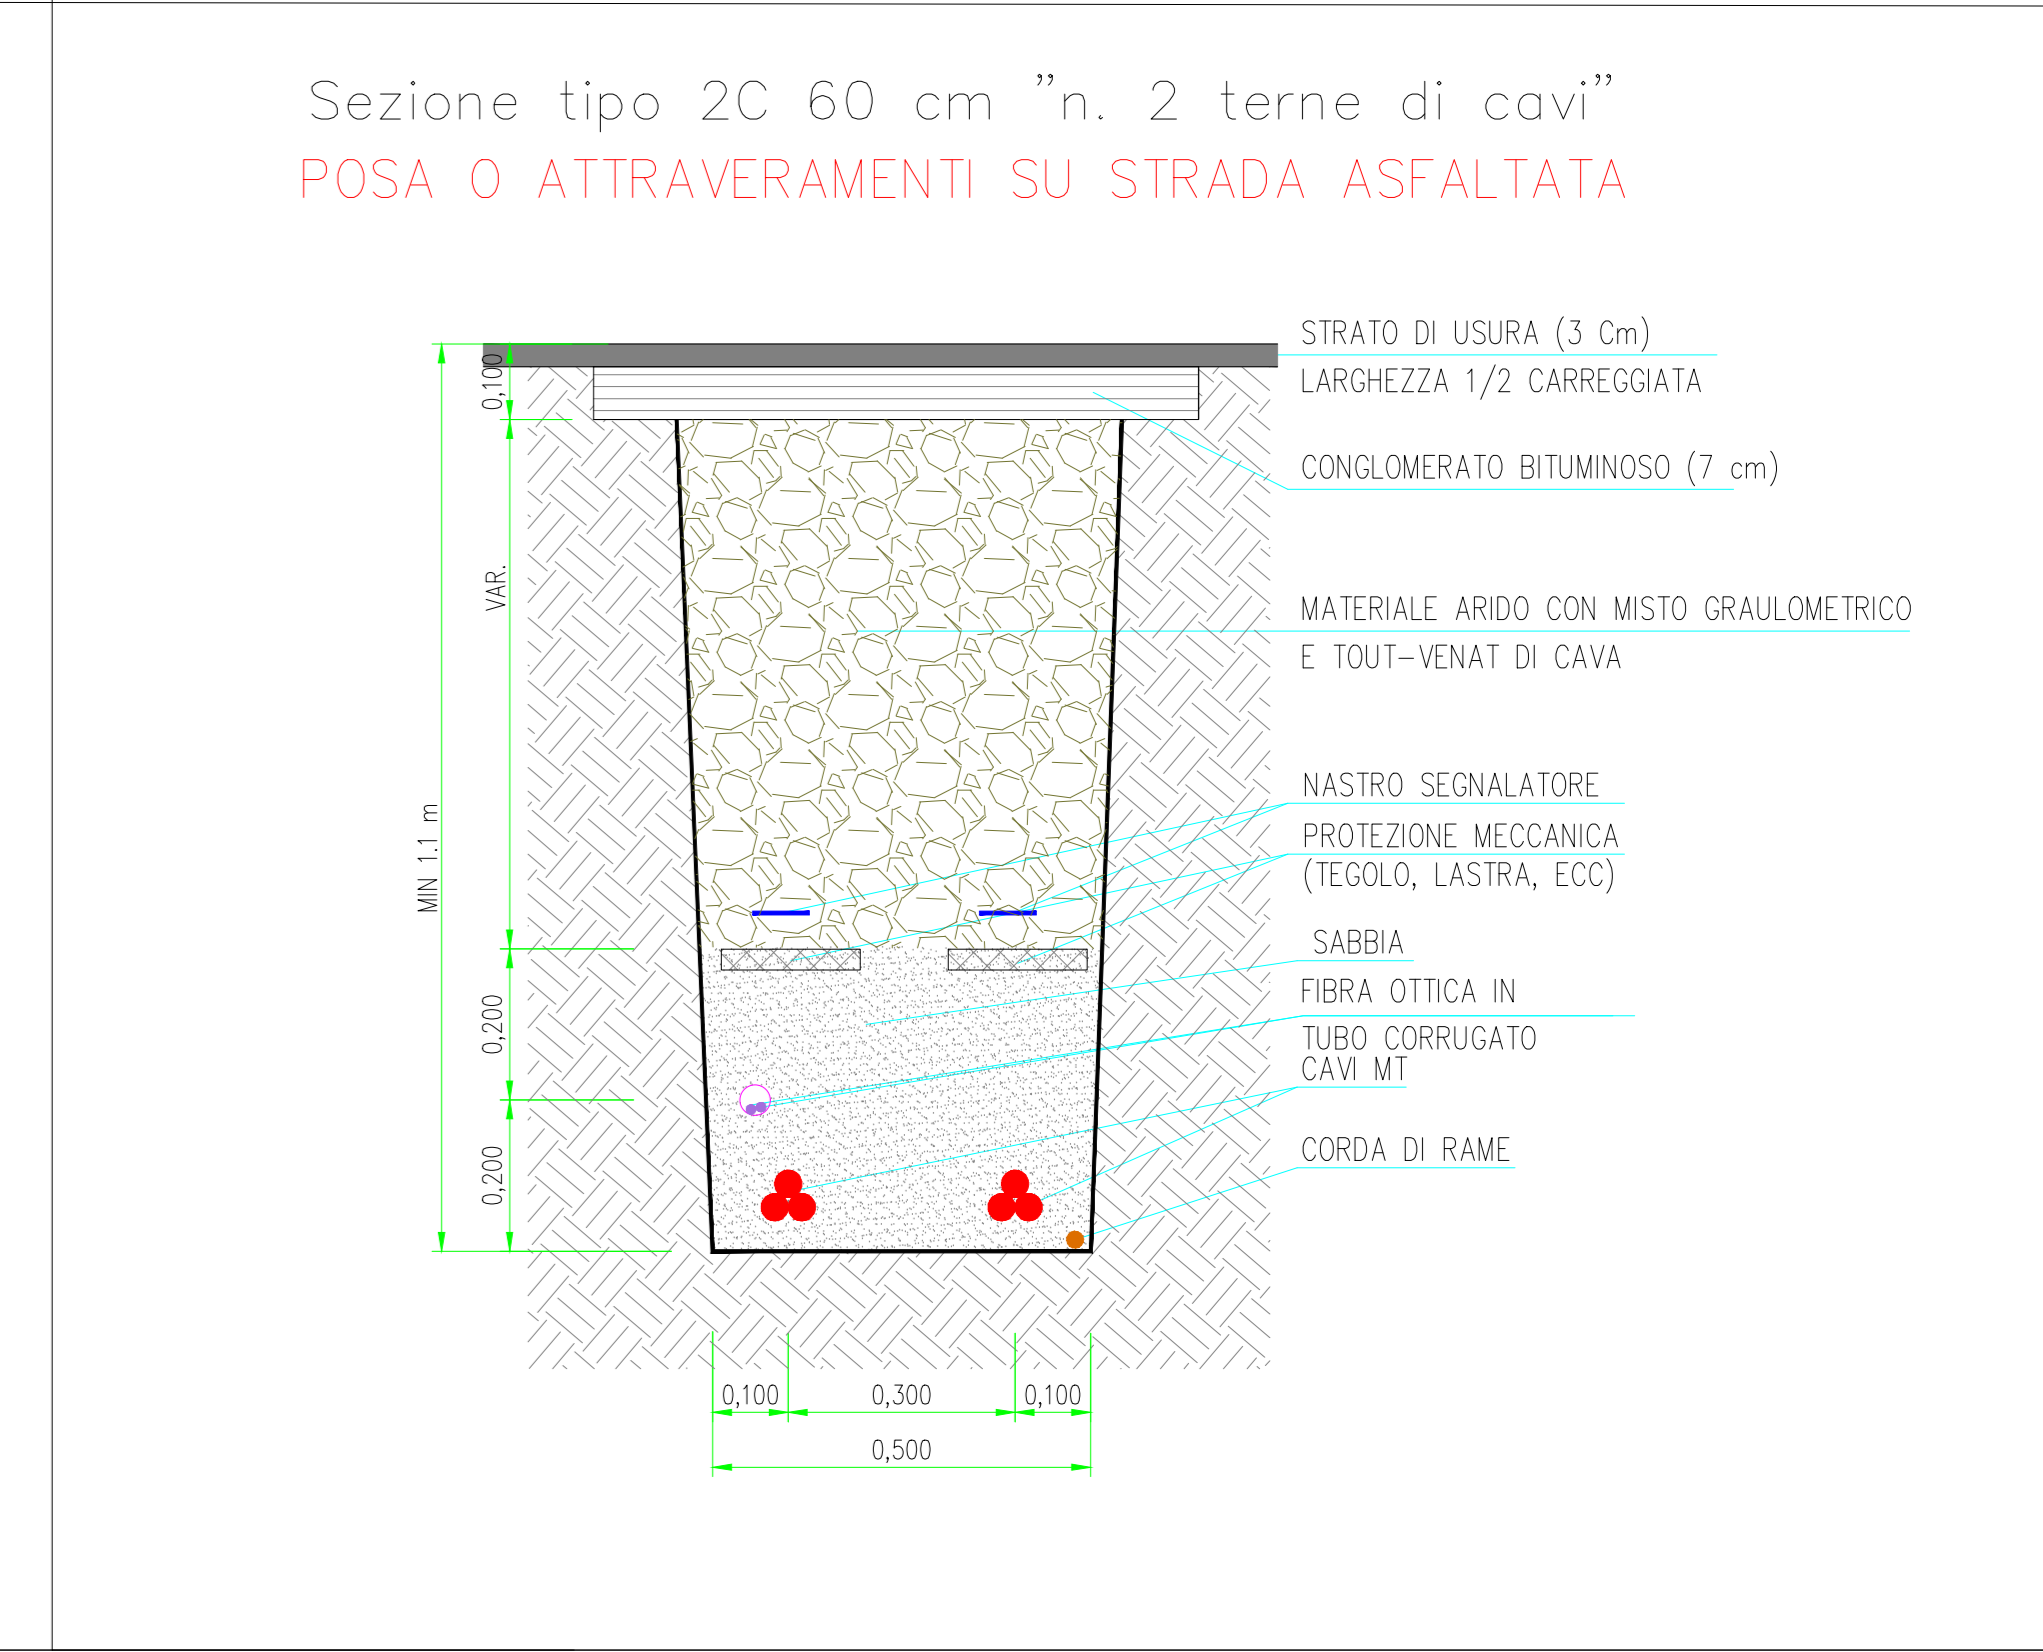 Sezione tipo 2C 60 cm "n. 2 terne di cavi"
POSA O ATTRAVERAMENTI SU STRADA ASFALTATA
STRATO DI USURA (3 Cm)
LARGHEZZA 1/2 CARREGGIATA
CONGLOMERATO BITUMINOSO (7 cm)
MATERIALE ARIDO CON MISTO GRAULOMETRICO
E TOUT-VENAT DI CAVA
NASTRO SEGNALATORE
PROTEZIONE MECCANICA
(TEGOLO, LASTRA, ECC)
SABBIA
FIBRA OTTICA IN
TUBO CORRUGATO
CAVI MT
CORDA DI RAME
0,100
VAR.
MIN 1.1 m
0,200
0,200
0,100 0,300 0,100
0,500